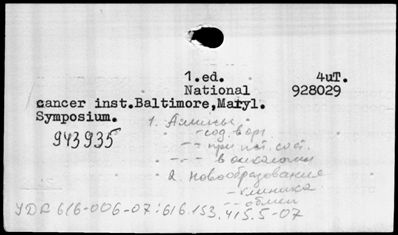 1.ed. 4uT.
National 928029
cancer inst.Baltimore,Maryl.
Symposium.
943935
1. Амины
- сод. в орг.
- - при пат. сост.
- - - в онкологии
2. Новообразования
- клиника
- обмен
УДК 616-006-07:616.153.415.5-07